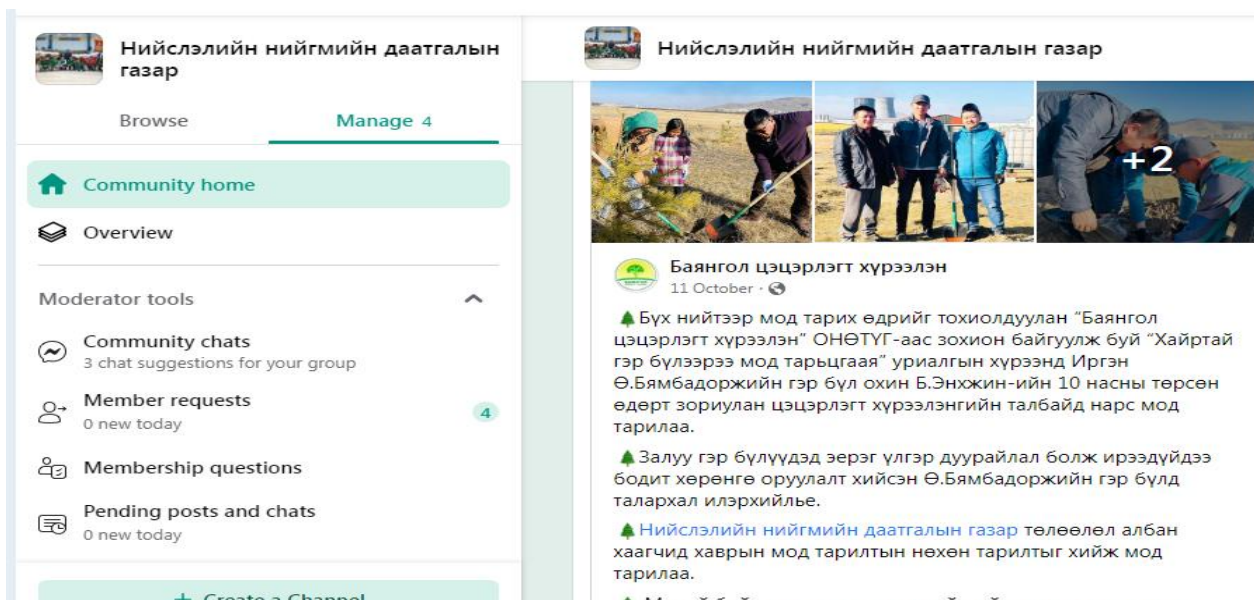 Нийслэлийн нийгмийн даатгалын
газар
Browse
Manage 4
Community home
Overview
Moderator tools
Community chats
3 chat suggestions for your group
Member requests
0 new today
4
Membership questions
Pending posts and chats
0 new today
+ Create a Channel
Нийслэлийн нийгмийн даатгалын газар
+2
Баянгол цэцэрлэгт хүрээлэн
11 October ·
Бүх нийтээр мод тарих өдрийг тохиолдуулан “Баянгол
цэцэрлэгт хүрээлэн” ОНӨТҮГ-аас зохион байгуулж буй “Хайртай
гэр бүлээрээ мод тарьцгаая” уриалгын хүрээнд Иргэн
Ө.Бямбадоржийн гэр бүл охин Б.Энхжин-ийн 10 насны төрсөн
өдөрт зориулан цэцэрлэгт хүрээлэнгийн талбайд нарс мод
тарилаа.
Залуу гэр бүлүүдэд эерэг үлгэр дуурайлал болж ирээдүйдээ
бодит хөрөнгө оруулалт хийсэн Ө.Бямбадоржийн гэр бүлд
талархал илэрхийлье.
Нийслэлийн нийгмийн даатгалын газар төлөөлөл албан
хаагчид хаврын мод тарилтын нөхөн тарилтыг хийж мод
тарилаа.